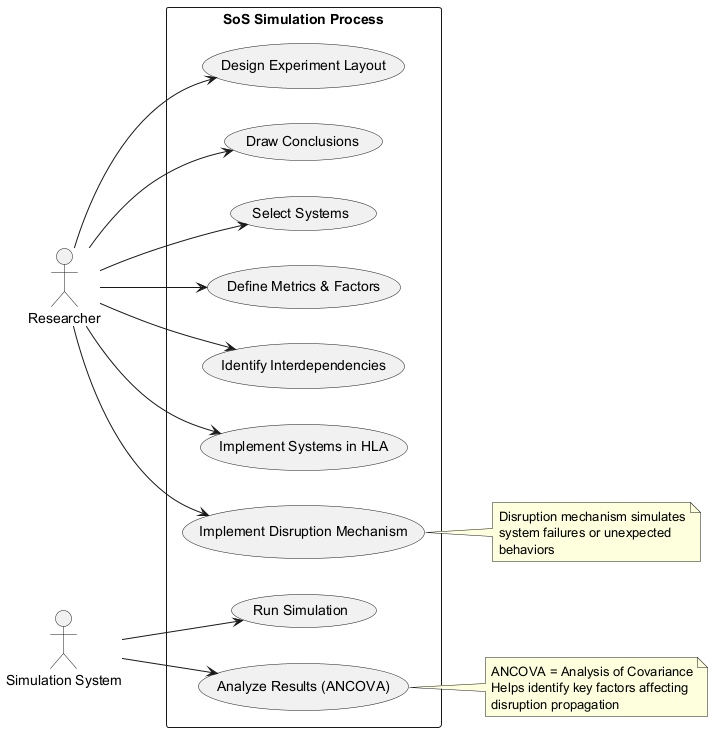 SoS Simulation Process
Design Experiment Layout
Draw Conclusions
Select Systems
Define Metrics & Factors
Researcher
Identify Interdependencies
Implement Systems in HLA
Implement Disruption Mechanism
Disruption mechanism simulates
system failures or unexpected
behaviors
Run Simulation
Simulation System
Analyze Results (ANCOVA)
ANCOVA = Analysis of Covariance
Helps identify key factors affecting
disruption propagation